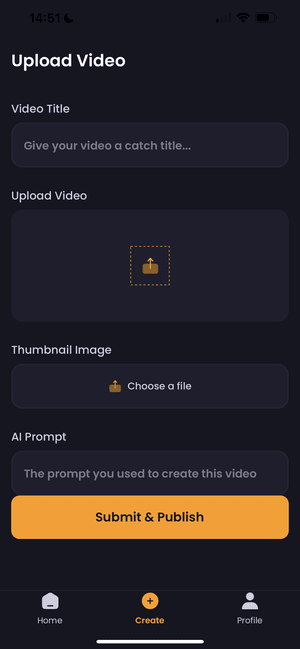 14:51
Upload Video
Video Title
Give your video a catch title...
Upload Video
Thumbnail Image
Choose a file
AI Prompt
The prompt you used to create this video
Submit & Publish
Home
Create
Profile